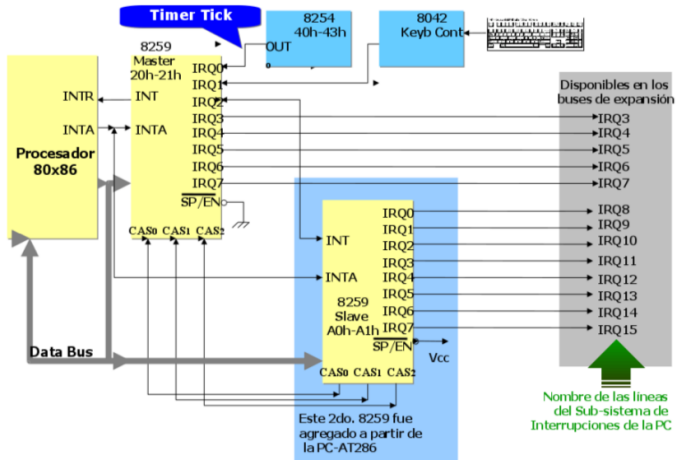 Timer Tick
8254
40h-43h
OUT
0
8042
Keyb Cont
8259
Master
20h-21h
IRQ0
IRQ1
IRQ2
IRQ3
IRQ4
IRQ5
IRQ6
IRQ7
SP/EN
INT
INTA
CAS0 CAS1 CAS2
INTR
INTA
Procesador
80x86
Data Bus
Disponibles en los
buses de expansión
IRQ3
IRQ4
IRQ5
IRQ6
IRQ7
IRQ8
IRQ9
IRQ10
IRQ11
IRQ12
IRQ13
IRQ14
IRQ15
IRQ0
IRQ1
IRQ2
IRQ3
IRQ4
IRQ5
IRQ6
IRQ7
INT
INTA
8259
Slave
A0h-A1h
SP/EN
Vcc
CAS0 CAS1 CAS2
Este 2do. 8259 fue
agregado a partir de
la PC-AT286
Nombre de las líneas
del Sub-sistema de
Interrupciones de la PC